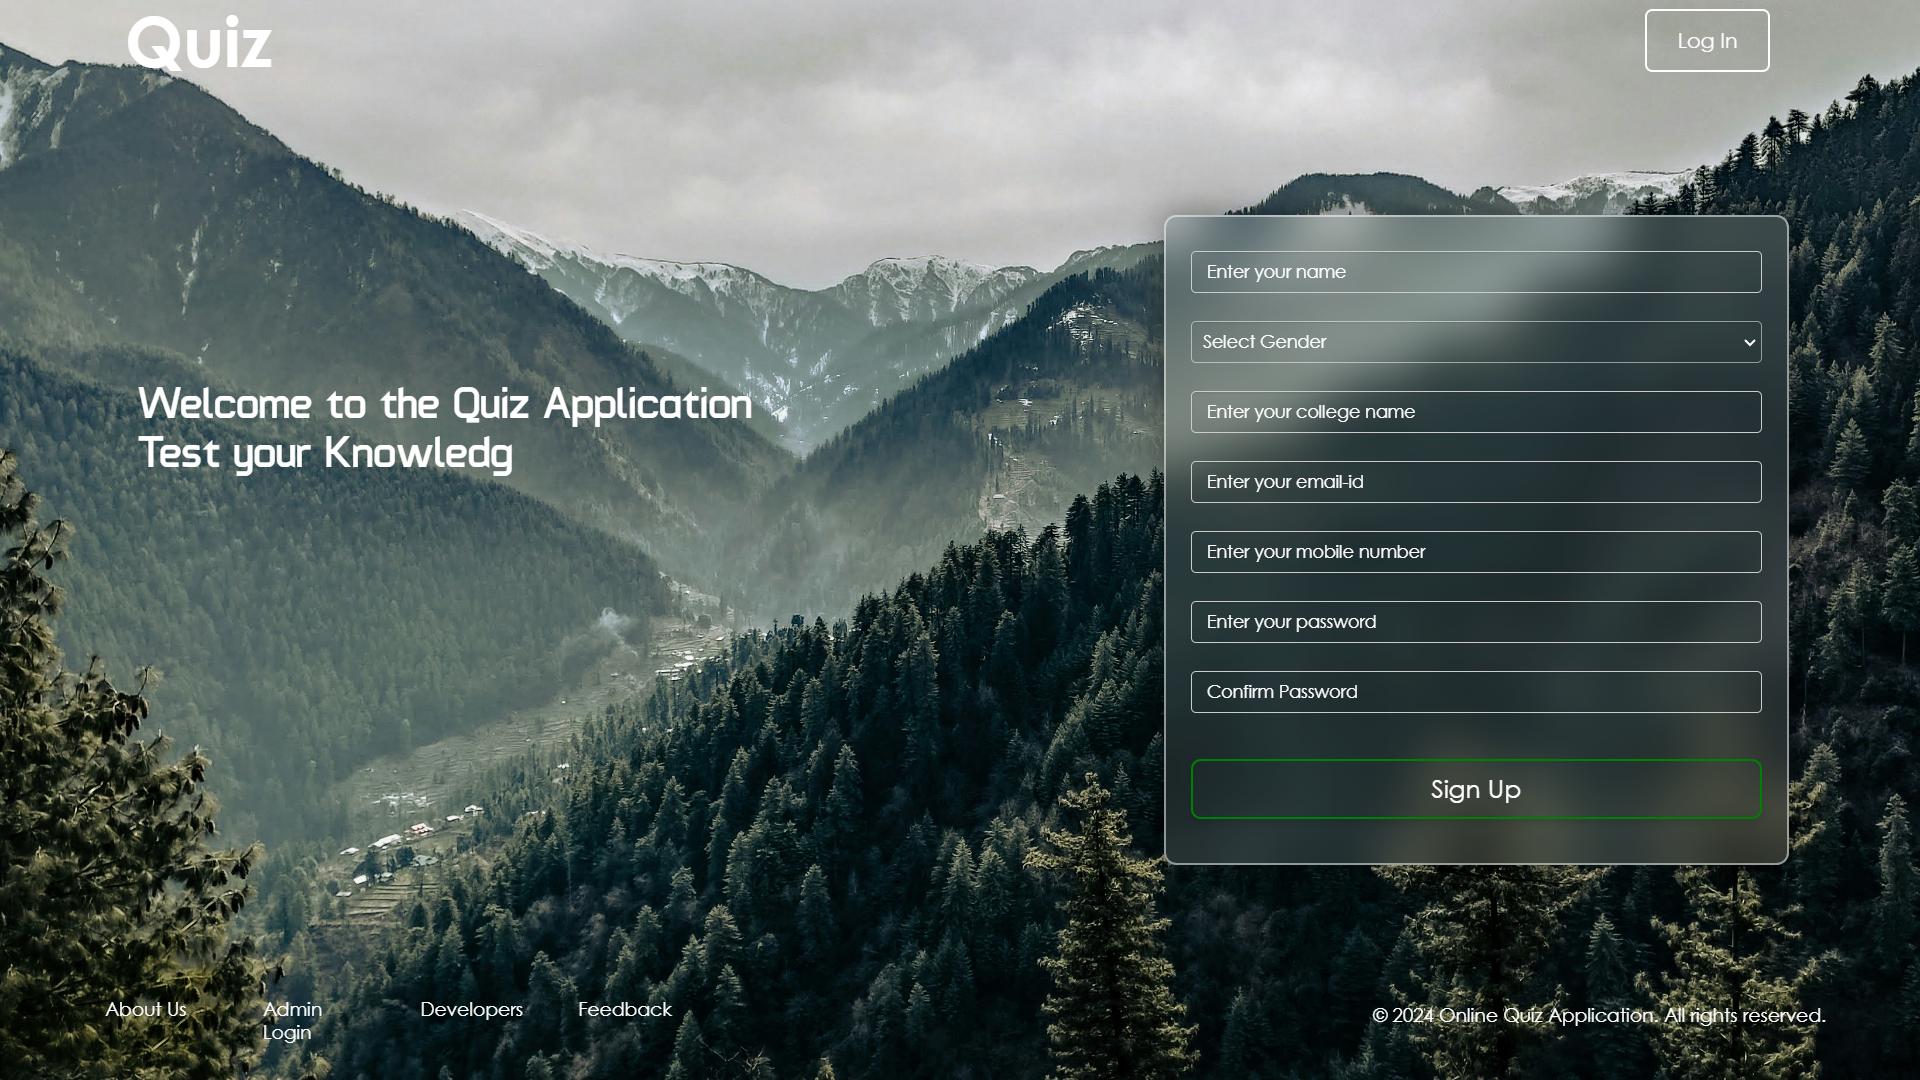 Quiz
Log In
Welcome to the Quiz Application
Test your Knowledg
Enter your name
Select Gender
Enter your college name
Enter your email-id
Enter your mobile number
Enter your password
Confirm Password
Sign Up
About Us
Admin
Login
Developers
Feedback
© 2024 Online Quiz Application. All rights reserved.